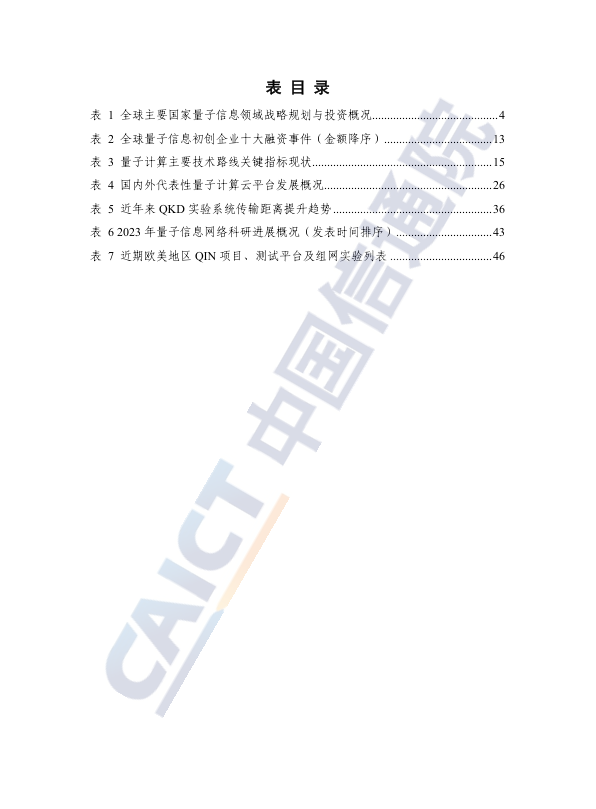 表 目 录
表 1 全球主要国家量子信息领域战略规划与投资概况..........................................4
表 2 全球量子信息初创企业十大融资事件（金额降序）....................................13
表 3 量子计算主要技术路线关键指标现状............................................................15
表 4 国内外代表性量子计算云平台发展概况........................................................26
表 5 近年来 QKD 实验系统传输距离提升趋势.....................................................36
表 6 2023 年量子信息网络科研进展概况（发表时间排序）................................43
表 7 近期欧美地区 QIN 项目、测试平台及组网实验列表 ..................................46
CAICT 中国信通院